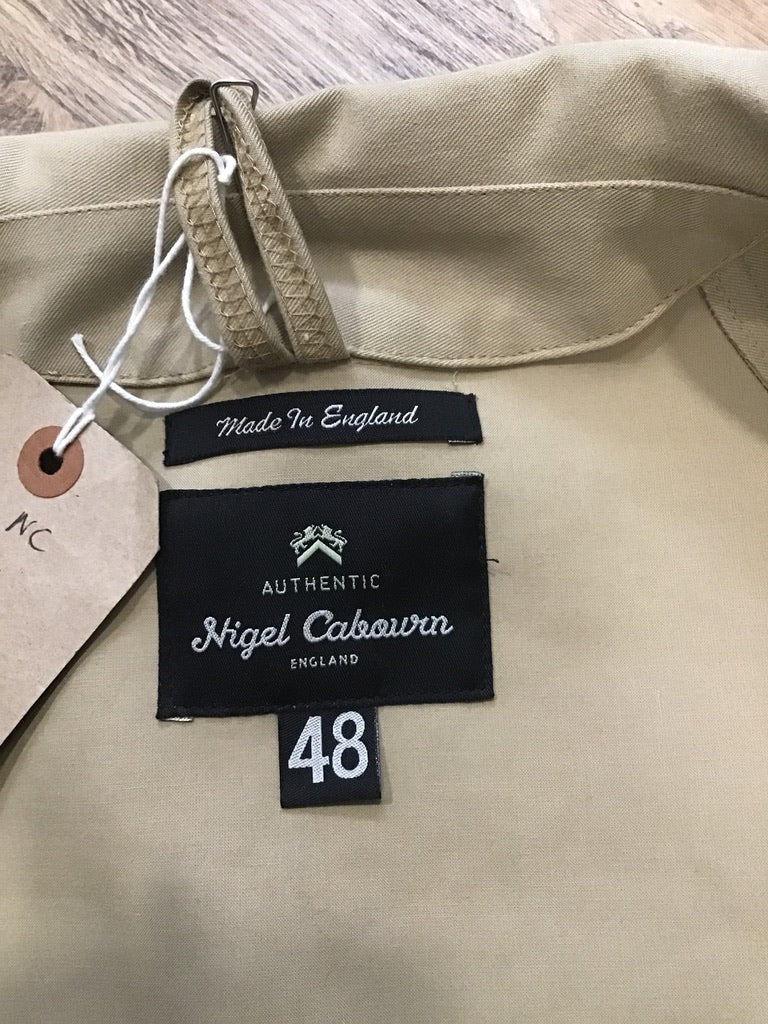 Made In England
NC
AUTHENTIC
Nigel Cabourn
ENGLAND
48